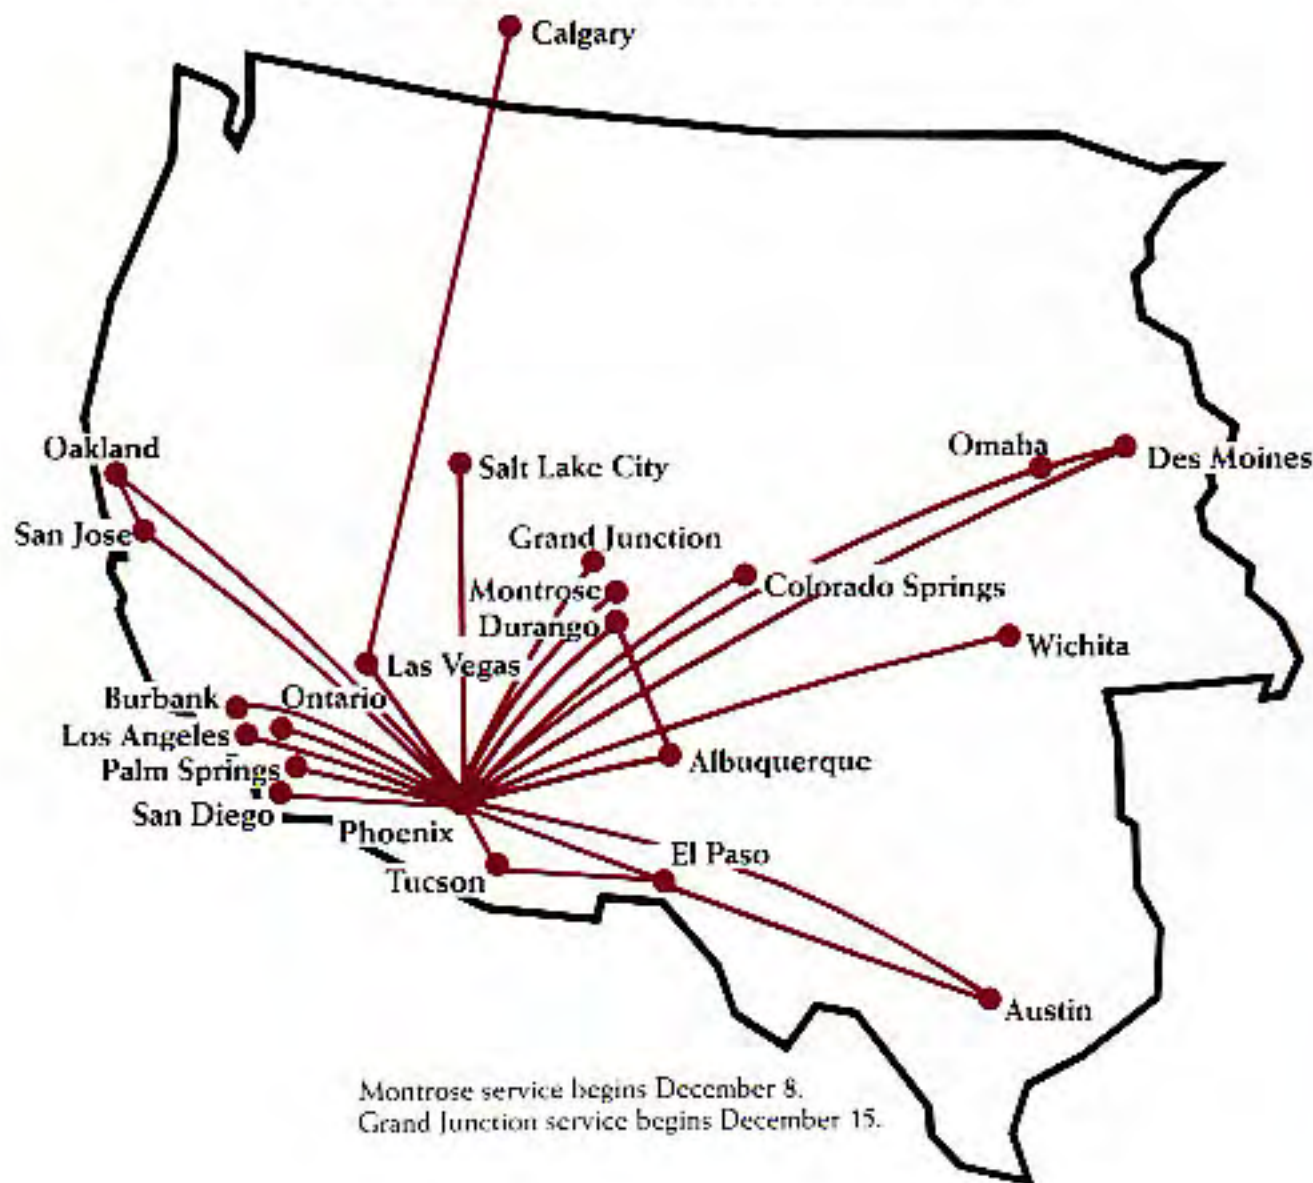 Calgary
Oakland
Omaha
Des Moines
Salt Lake City
San Jose
Grand Junction
Montrose
Colorado Springs
Durango
Wichita
Las Vegas
Burbank
Ontario
Los Angeles
Palm Springs
Albuquerque
San Diego
Phoenix
El Paso
Tucson
Austin
Montrose service begins December 8.
Grand Junction service begins December 15.